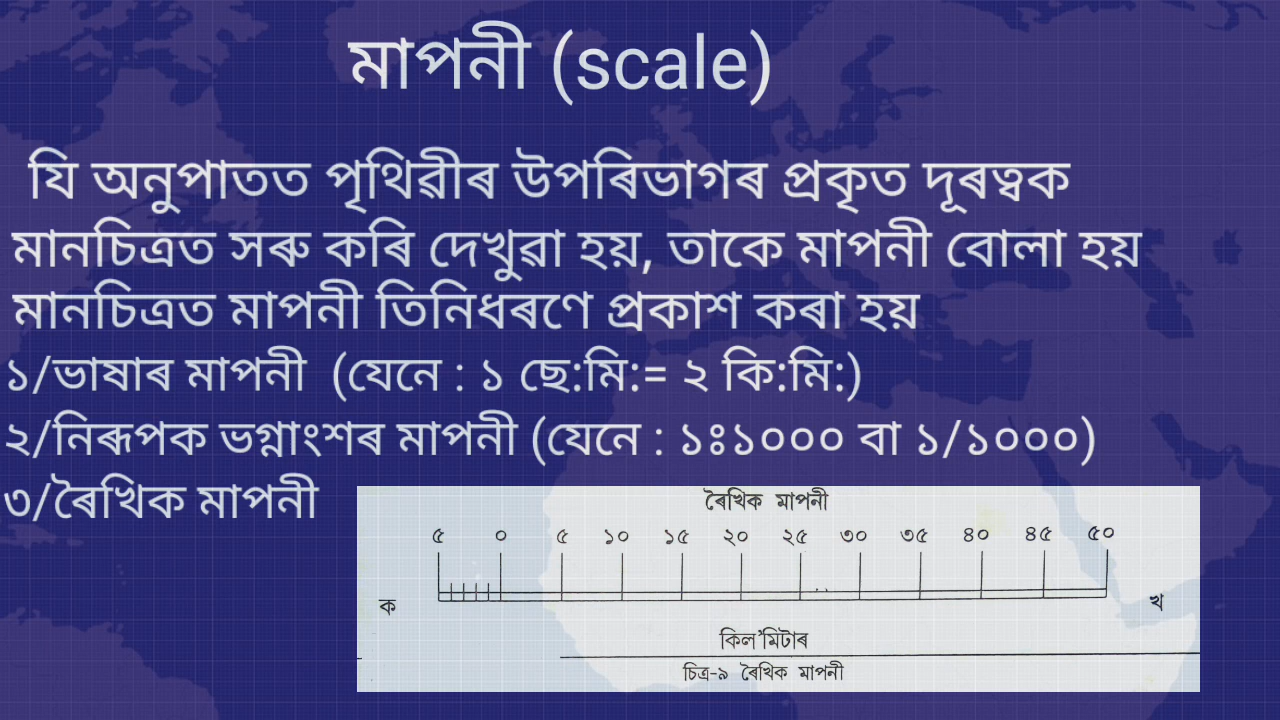 মাপনী (scale)
যি অনুপাতত পৃথিৱীৰ উপৰিভাগৰ প্ৰকৃত দূৰত্বক
মানচিত্ৰত সৰু কৰি দেখুৱা হয়, তাকে মাপনী বোলা হয়
মানচিত্ৰত মাপনী তিনিধৰণে প্ৰকাশ কৰা হয়
১/ভাষাৰ মাপনী (যেনে : ১ ছে:মি:= ২ কি:মি:)
২/নিৰূপক ভগ্নাংশৰ মাপনী (যেনে : ১ঃ১০০০ বা ১/১০০০)
৩/ৰৈখিক মাপনী
ৰৈখিক মাপনী
৫ ০ ৫ ১০ ১৫ ২০ ২৫ ৩০ ৩৫ ৪০ ৪৫ ৫০
ক খ
কিল'মিটাৰ
চিত্ৰ-৯ ৰৈখিক মাপনী